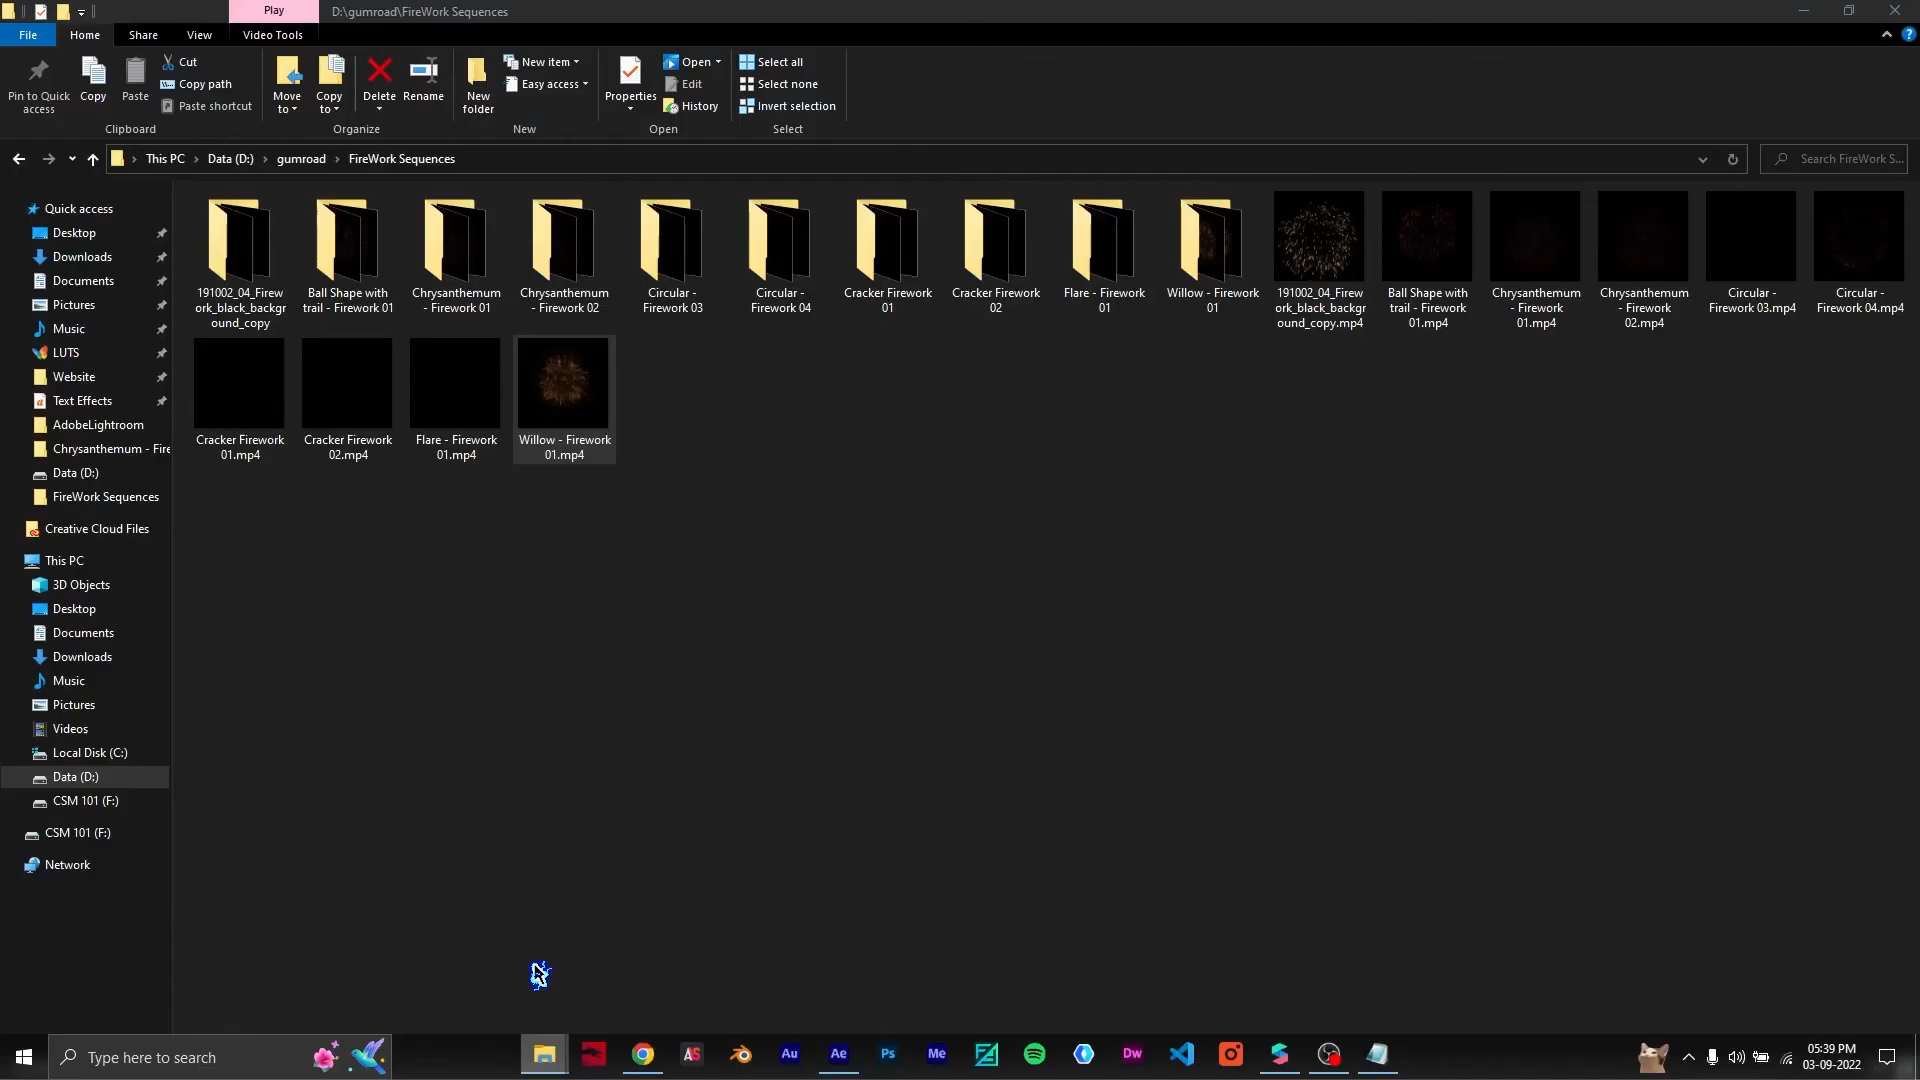 Play
D:\gumroad\FireWork Sequences
File
Home
Share
View
Video Tools
Pin to Quick
access
Copy
Paste
Cut
Copy path
Paste shortcut
Clipboard
Move
to
Copy
to
Delete
Rename
Organize
New
folder
New item
Easy access
New
Properties
Open
Edit
History
Open
Select all
Select none
Invert selection
Select
This PC
Data (D:)
gumroad
FireWork Sequences
Search FireWork S...
Quick access
Desktop
Downloads
Documents
Pictures
Music
LUTS
Website
Text Effects
AdobeLightroom
Chrysanthemum - Fire
Data (D:)
FireWork Sequences
Creative Cloud Files
This PC
3D Objects
Desktop
Documents
Downloads
Music
Pictures
Videos
Local Disk (C:)
Data (D:)
CSM 101 (F:)
CSM 101 (F:)
Network
191002_04_Firew
ork_black_backgr
ound_copy
Ball Shape with
trail - Firework 01
Chrysanthemum
- Firework 01
Chrysanthemum
- Firework 02
Circular -
Firework 03
Circular -
Firework 04
Cracker Firework
01
Cracker Firework
02
Flare - Firework
01
Willow - Firework
01
191002_04_Firew
ork_black_backgr
ound_copy.mp4
Ball Shape with
trail - Firework
01.mp4
Chrysanthemum
- Firework
01.mp4
Chrysanthemum
- Firework
02.mp4
Circular -
Firework 03.mp4
Circular -
Firework 04.mp4
Cracker Firework
01.mp4
Cracker Firework
02.mp4
Flare - Firework
01.mp4
Willow - Firework
01.mp4
Type here to search
AS
Au
Ae
Ps
Me
Dw
05:39 PM
03-09-2022